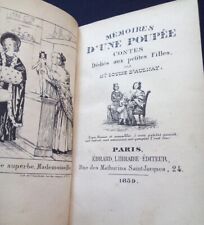 e superbe, Mademoiselle
MÉMOIRES
D'UNE POUPÉE
CONTES
Dédiés aux petites Filles,
PAR
Mlle LOUISE D'AULNAY.
PARIS,
ÉBRARD, LIBRAIRE ÉDITEUR,
Rue des Mathurins Saint-Jacques, 24.
1839.